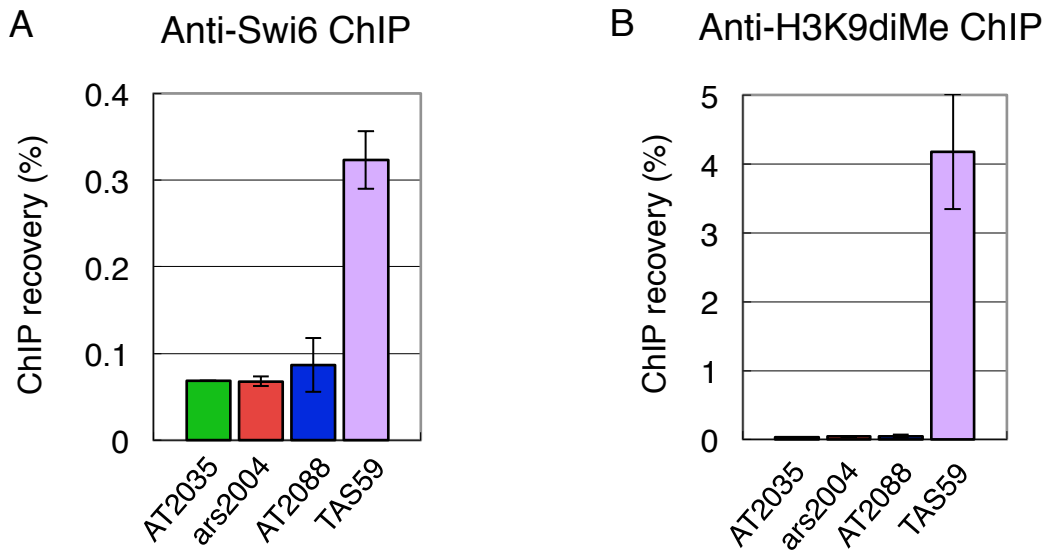 A
Anti-Swi6 ChIP
ChIP recovery (%)
0.4
0.3
0.2
0.1
0
AT2035
ars2004
AT2088
TAS59
B
Anti-H3K9diMe ChIP
ChIP recovery (%)
5
4
3
2
1
0
AT2035
ars2004
AT2088
TAS59